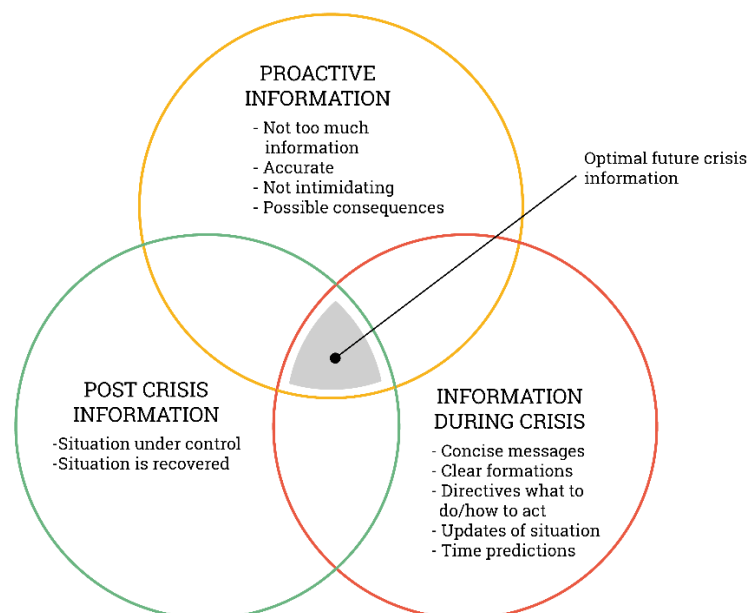 PROACTIVE
INFORMATION
- Not too much
information
- Accurate
- Not intimidating
- Possible consequences
Optimal future crisis
information
POST CRISIS
INFORMATION
-Situation under control
-Situation is recovered
INFORMATION
DURING CRISIS
- Concise messages
- Clear formations
- Directives what to
do/how to act
- Updates of situation
- Time predictions